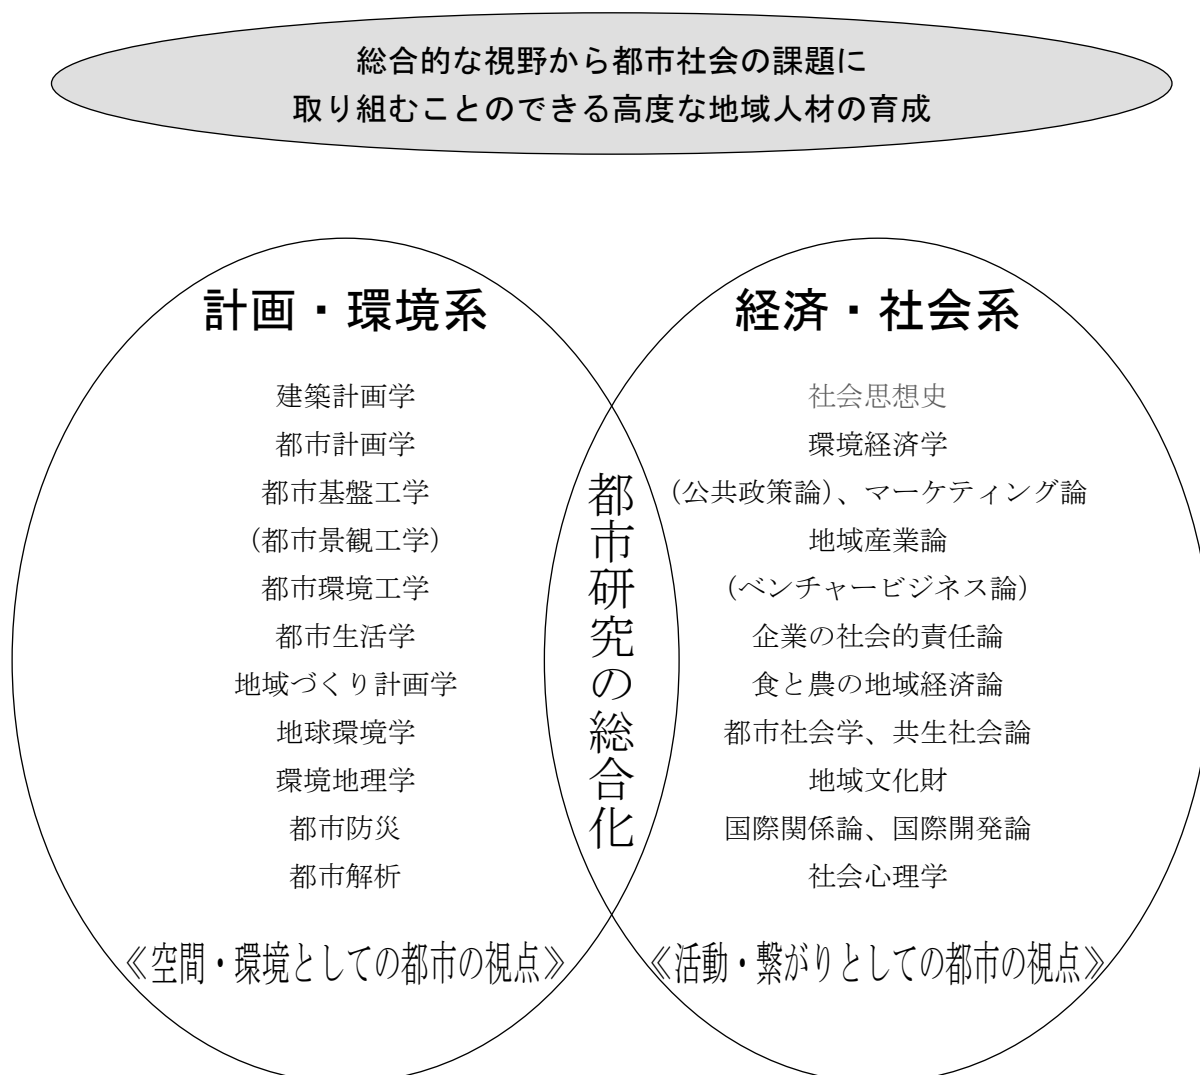 総合的な視野から都市社会の課題に
取り組むことのできる高度な地域人材の育成
計画・環境系
建築計画学
都市計画学
都市基盤工学
(都市景観工学)
都市環境工学
都市生活学
地域づくり計画学
地球環境学
環境地理学
都市防災
都市解析
《空間・環境としての都市の視点》
都市研究の総合化
経済・社会系
社会思想史
環境経済学
(公共政策論)、マーケティング論
地域産業論
(ベンチャービジネス論)
企業の社会的責任論
食と農の地域経済論
都市社会学、共生社会論
地域文化財
国際関係論、国際開発論
社会心理学
《活動・繋がりとしての都市の視点》